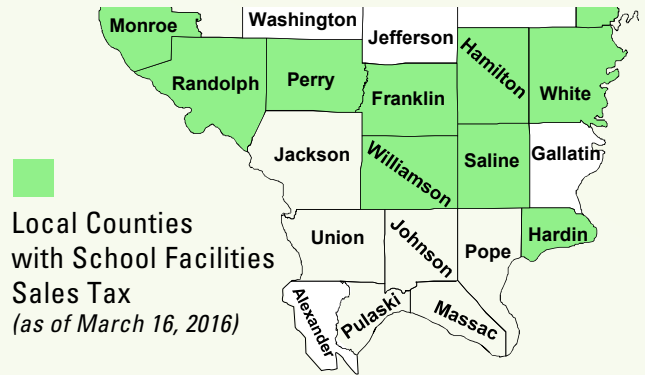 Monroe
Washington
Jefferson
Hamilton
Randolph
Perry
Franklin
White
Jackson
Williamson
Saline
Gallatin
Local Counties
with School Facilities
Sales Tax
(as of March 16, 2016)
Union
Johnson
Pope
Hardin
Alexander
Pulaski
Massac